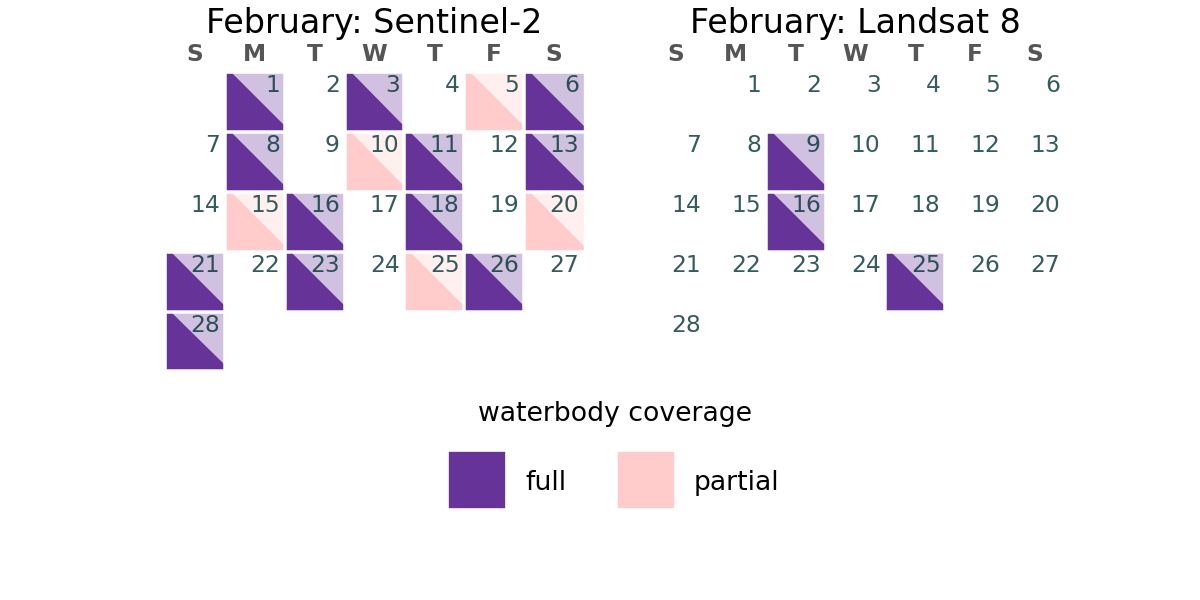 February: Sentinel-2
S M T W T F S
1 2 3 4 5 6
7 8 9 10 11 12 13
14 15 16 17 18 19 20
21 22 23 24 25 26 27
28
February: Landsat 8
S M T W T F S
1 2 3 4 5 6
7 8 9 10 11 12 13
14 15 16 17 18 19 20
21 22 23 24 25 26 27
28
waterbody coverage
full partial